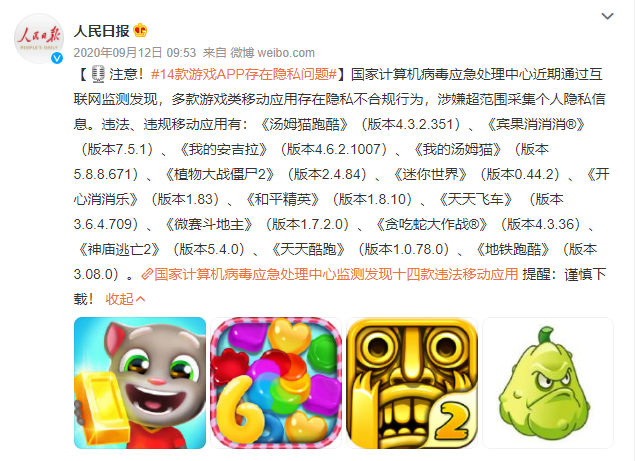 人民日报
人民日报
PEOPLE'S DAILY
2020年09月12日 09:53 来自 微博 weibo.com
【 注意！#14款游戏APP存在隐私问题#】国家计算机病毒应急处理中心近期通过互
联网监测发现，多款游戏类移动应用存在隐私不合规行为，涉嫌超范围采集个人隐私信
息。违法、违规移动应用有：《汤姆猫跑酷》（版本4.3.2.351）、《宾果消消消®》
（版本7.5.1）、《我的安吉拉》（版本4.6.2.1007）、《我的汤姆猫》（版本
5.8.8.671）、《植物大战僵尸2》（版本2.4.84）、《迷你世界》（版本0.44.2）、《开
心消消乐》（版本1.83）、《和平精英》（版本1.8.10）、《天天飞车》（版本
3.6.4.709）、《微赛斗地主》（版本1.7.2.0）、《贪吃蛇大作战®》（版本4.3.36）、
《神庙逃亡2》（版本5.4.0）、《天天酷跑》（版本1.0.78.0）、《地铁跑酷》（版本
3.08.0）。国家计算机病毒应急处理中心监测发现十四款违法移动应用 提醒：谨慎下
载！ 收起
6
2